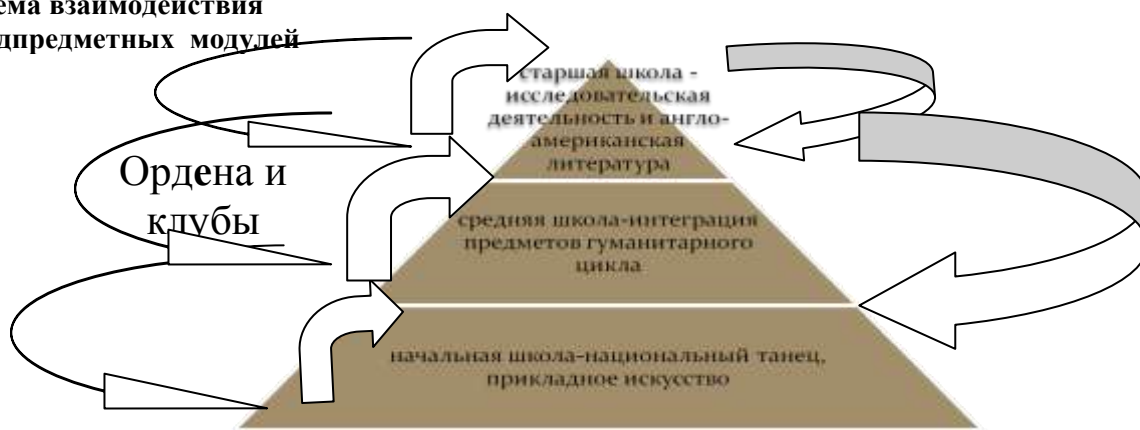 ема взаимодействия
дпредметных модулей
старшая школа -
исследовательская
деятельность и англо-
американская
литература
Ордена и
клубы
средняя школа-интеграция
предметов гуманитарного
цикла
начальная школа-национальный танец,
прикладное искусство